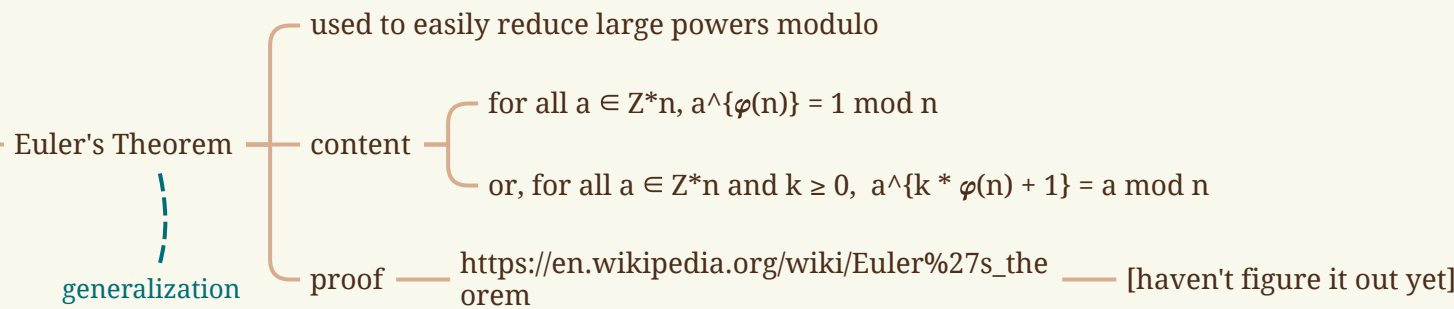 used to easily reduce large powers modulo
for all a ∈ Z*n, a^{𝝋(n)} = 1 mod n
Euler's Theorem
content
or, for all a ∈ Z*n and k ≥ 0,  a^{k * 𝝋(n) + 1} = a mod n
generalization
proof
https://en.wikipedia.org/wiki/Euler%27s_the
orem
[haven't figure it out yet]